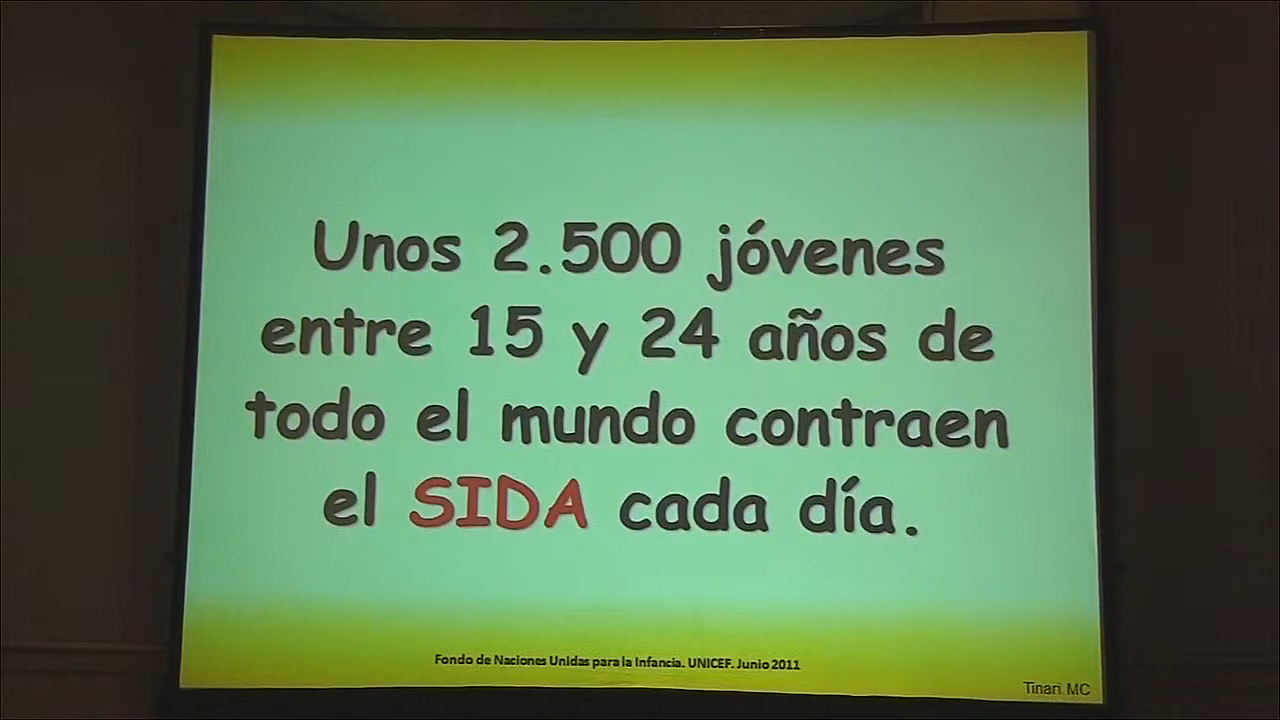 Unos 2.500 jóvenes
entre 15 y 24 años de
todo el mundo contraen
el SIDA cada día.
Fondo de Naciones Unidas para la Infancia. UNICEF. Junio 2011
Tinari MC